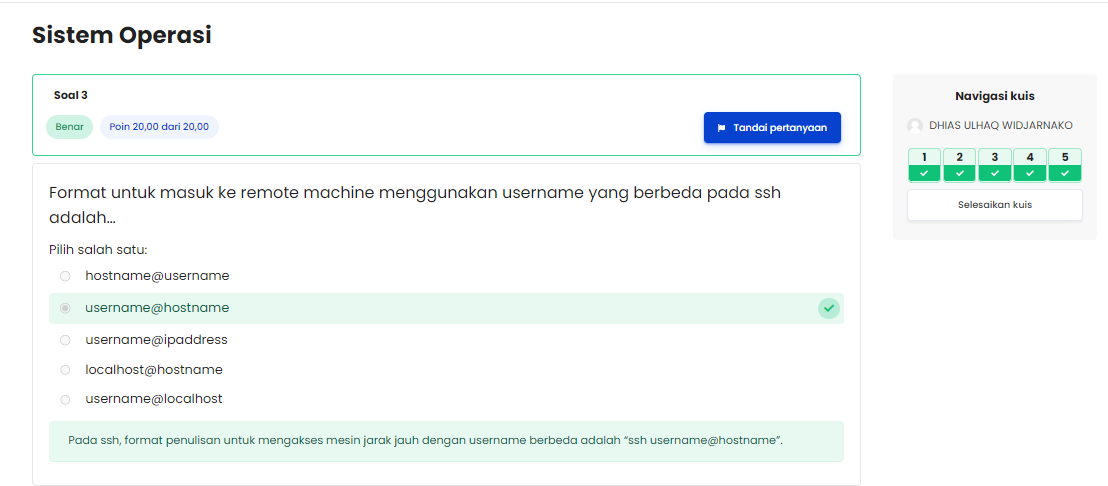 Sistem Operasi
Soal 3
Benar
Poin 20,00 dari 20,00
Tandai pertanyaan
Format untuk masuk ke remote machine menggunakan username yang berbeda pada ssh
adalah...
Pilih salah satu:
hostname@username
username@hostname
username@ipaddress
localhost@hostname
username@localhost
Pada ssh, format penulisan untuk mengakses mesin jarak jauh dengan username berbeda adalah “ssh username@hostname”.
Navigasi kuis
DHIAS ULHAQ WIDJARNAKO
1 2 3 4 5
Selesaikan kuis